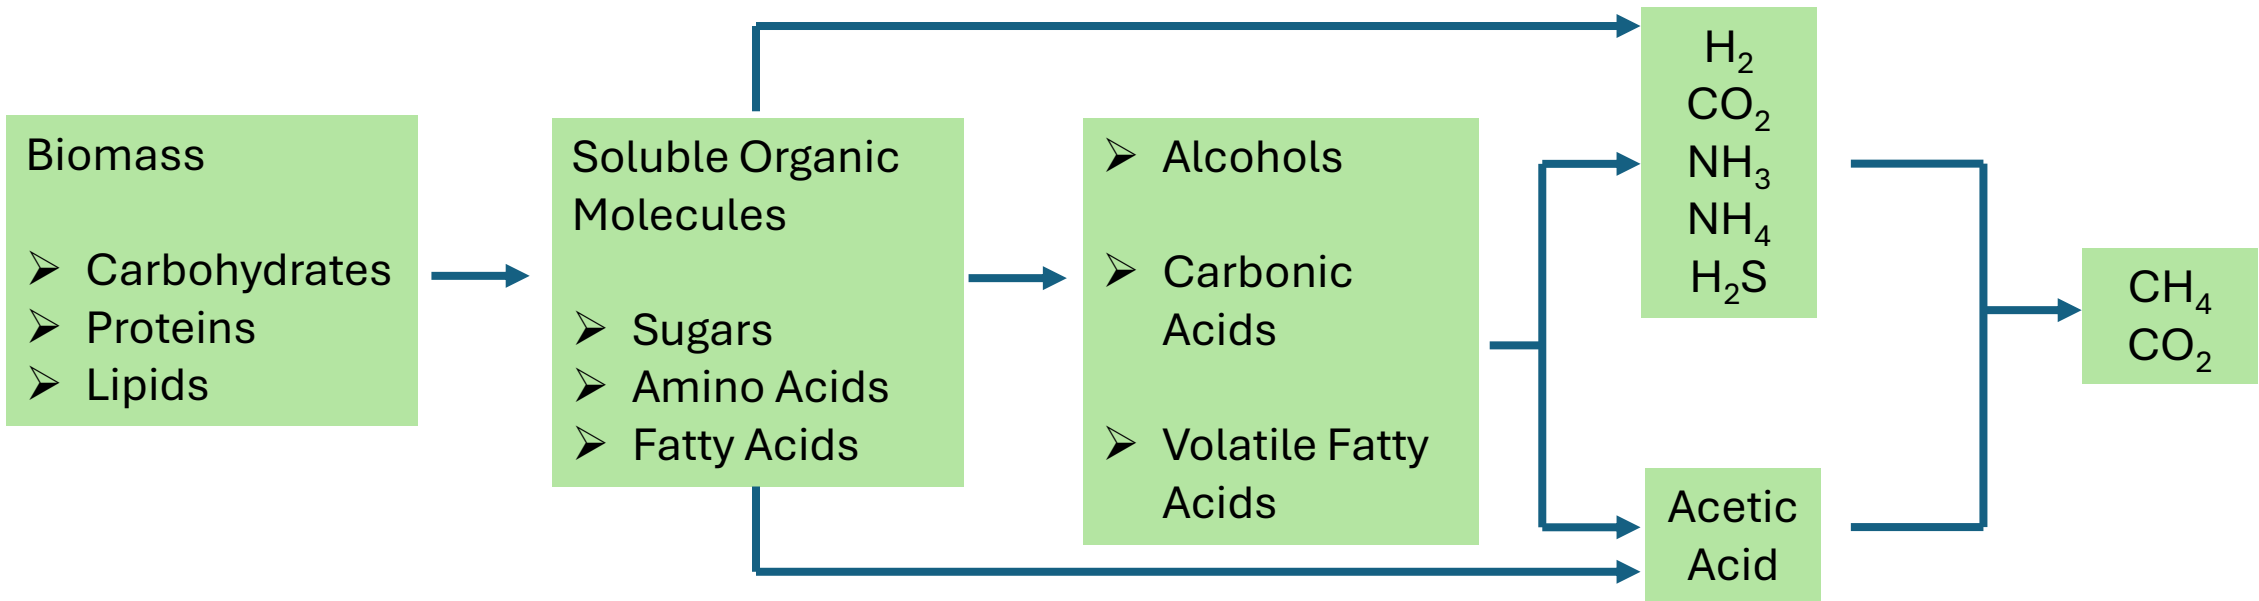 Biomass
Carbohydrates
Proteins
Lipids
Soluble Organic
Molecules
Sugars
Amino Acids
Fatty Acids
Alcohols
Carbonic
Acids
Volatile Fatty
Acids
H₂
CO₂
NH₃
NH₄
H₂S
Acetic
Acid
CH₄
CO₂